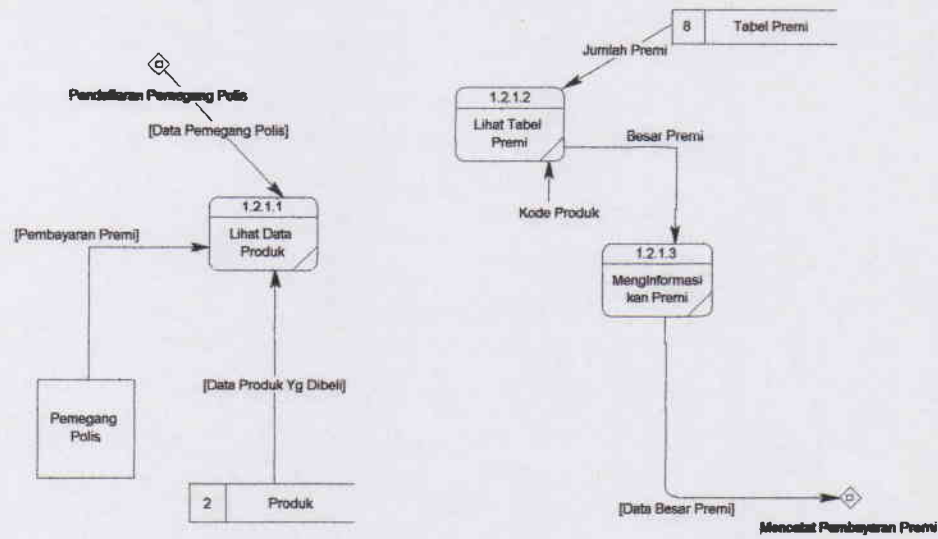 Pendaftaran Pemegang Polis
[Data Pemegang Polis]
1.2.1.1
Lihat Data
Produk
[Pembayaran Premi]
[Data Produk Yg Dibeli]
Pemegang
Polis
2 Produk
8 Tabel Premi
Jumlah Premi
1.2.1.2
Lihat Tabel
Premi
Besar Premi
Kode Produk
1.2.1.3
Menginformasi
kan Premi
[Data Besar Premi]
Mencatat Pembayaran Premi